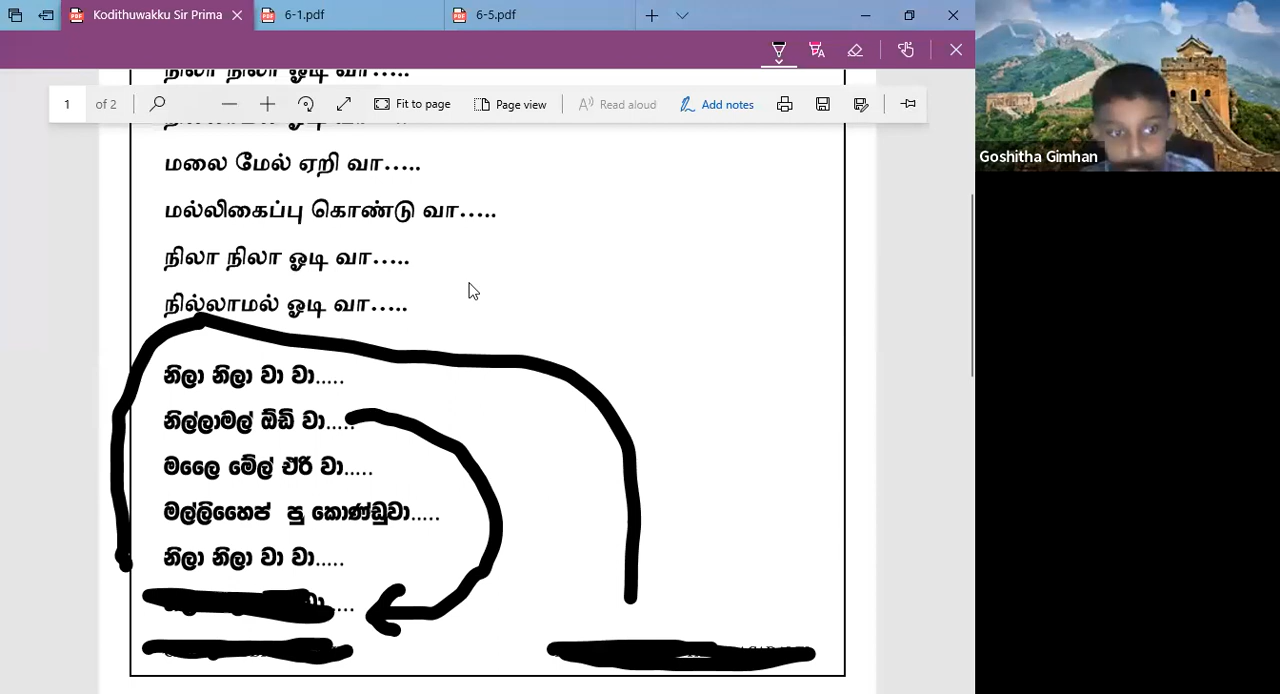 Kodithuwakku Sir Prima
6-1.pdf
6-5.pdf
நிலா நிலா ஓடி வா…..
1 of 2
Fit to page
Page view
Read aloud
Add notes
Goshitha Gimhan
மலை மேல் ஏறி வா…..
மல்லிகைப்பு கொண்டு வா…..
நிலா நிலா ஓடி வா…..
நில்லாமல் ஓடி வா…..
නිලා නිලා වා වා.....
නිල්ලාමල් ඕඩි වා.....
මලෛ මේල් ඒරි වා.....
මල්ලිහෛප් පු කොණ්ඩුවා.....
නිලා නිලා වා වා.....